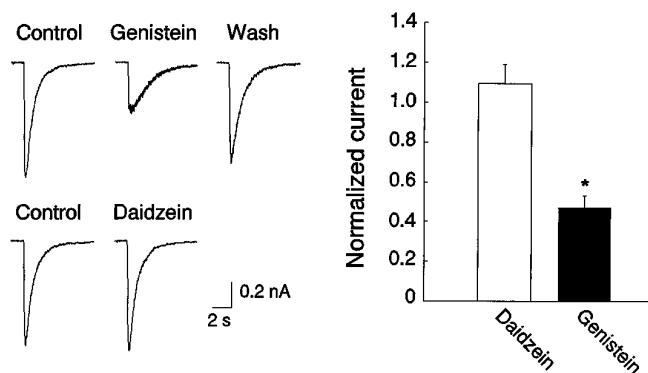 Control Genistein Wash
Control Daidzein
0.2 nA
2 s
Normalized current
1.4
1.2
1.0
0.8
0.6
0.4
0.2
0
*
Daidzein
Genistein